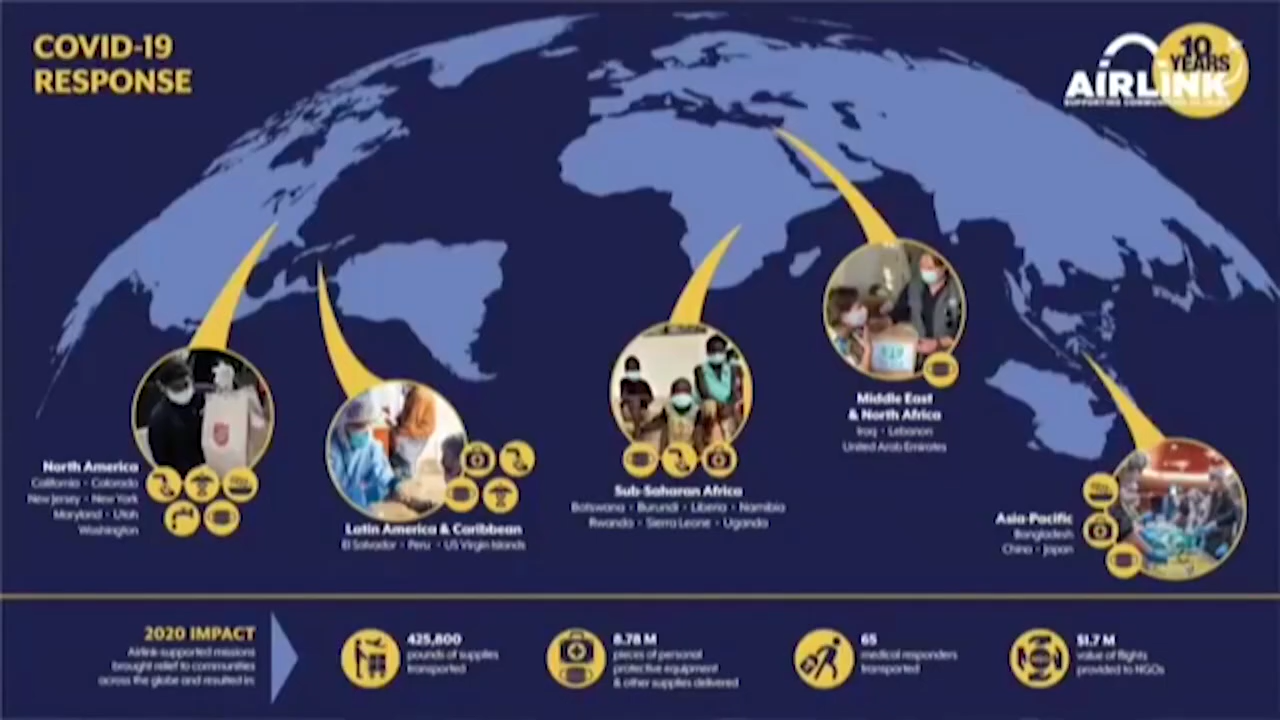 COVID-19
RESPONSE
10
YEARS
AIRLINK
North America
California • Colorado
New Jersey • New York
Maryland • Utah
Washington
Latin America & Caribbean
El Salvador • Peru • US Virgin Islands
Sub-Saharan Africa
Botswana • Burundi • Liberia • Namibia
Rwanda • Sierra Leone • Uganda
Middle East
& North Africa
Iraq • Lebanon
United Arab Emirates
Asia-Pacific
Bangladesh
China • Japan
2020 IMPACT
Airlink-supported missions
brought relief to communities
across the globe and resulted in:
425,800
pounds of supplies
transported
8.78 M
pieces of personal
protective equipment
& other supplies delivered
65
medical responders
transported
$1.7 M
value of flights
provided to NGOs